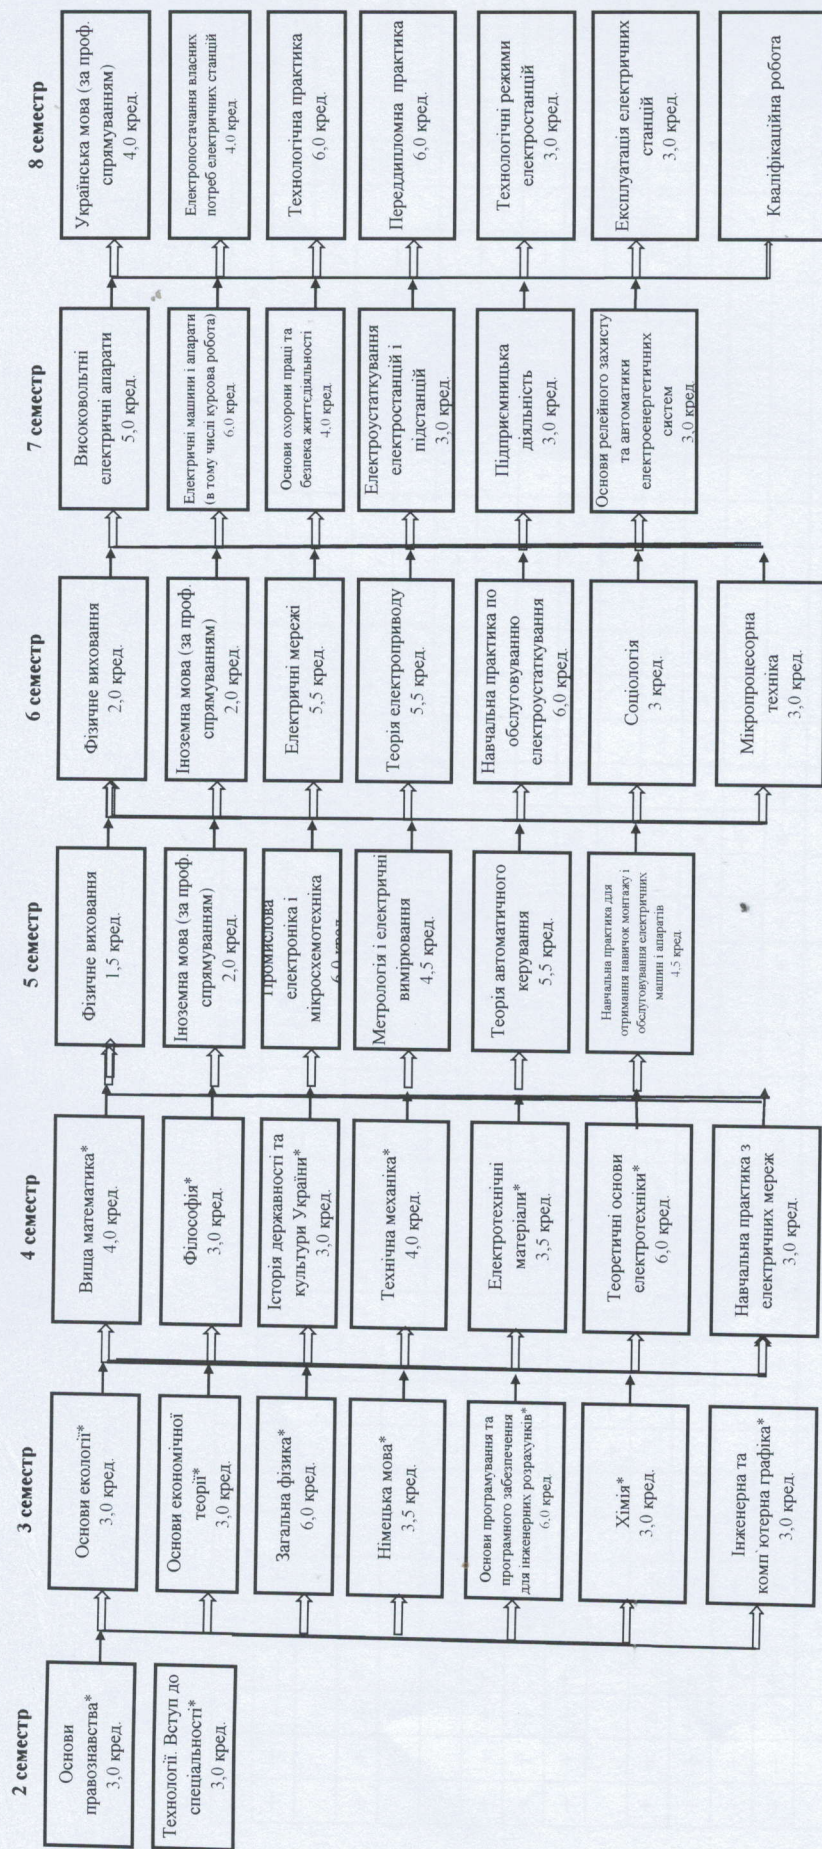 2 семестр
Основи
правознавства*
3,0 кред.
Технології. Вступ до
спеціальності*
3,0 кред.
3 семестр
Основи екології*
3,0 кред.
Основи економічної
теорії*
3,0 кред.
Загальна фізика*
6,0 кред.
Німецька мова*
3,5 кред.
Основи програмування та
програмного забезпечення
для інженерних розрахунків*
6,0 кред.
Хімія*
3,0 кред.
Інженерна та
комп`ютерна графіка*
3,0 кред.
4 семестр
Вища математика*
4,0 кред.
Філософія*
3,0 кред.
Історія державності та
культури України*
3,0 кред.
Технічна механіка*
4,0 кред.
Електротехнічні
матеріали*
3,5 кред.
Теоретичні основи
електротехніки*
6,0 кред.
Навчальна практика з
електричних мереж
3,0 кред.
5 семестр
Фізичне виховання
1,5 кред.
Іноземна мова (за проф.
спрямуванням)
2,0 кред.
Промислова
електроніка і
мікросхемотехніка
6,0 кред.
Метрологія і електричні
вимірювання
4,5 кред.
Теорія автоматичного
керування
5,5 кред.
Навчальна практика для
отримання навичок монтажу і
обслуговування електричних
машин і апаратів
4,5 кред.
6 семестр
Фізичне виховання
2,0 кред.
Іноземна мова (за проф.
спрямуванням)
2,0 кред.
Електричні мережі
5,5 кред.
Теорія електроприводу
5,5 кред.
Навчальна практика по
обслуговуванню
електроустаткування
6,0 кред.
Соціологія
3 кред.
Мікропроцесорна
техніка
3,0 кред.
7 семестр
Високовольтні
електричні апарати
5,0 кред.
Електричні машини і апарати
(в тому числі курсова робота)
6,0 кред.
Основи охорони праці та
безпека життєдіяльності
4,0 кред.
Електроустаткування
електростанцій і
підстанцій
3,0 кред.
Підприємницька
діяльність
3,0 кред.
Основи релейного захисту
та автоматики
електроенергетичних
систем
3,0 кред
8 семестр
Українська мова (за проф.
спрямуванням)
4,0 кред.
Електропостачання власних
потреб електричних станцій
4,0 кред.
Технологічна практика
6,0 кред.
Переддипломна практика
6,0 кред.
Технологічні режими
електростанцій
3,0 кред.
Експлуатація електричних
станцій
3,0 кред.
Кваліфікаційна робота